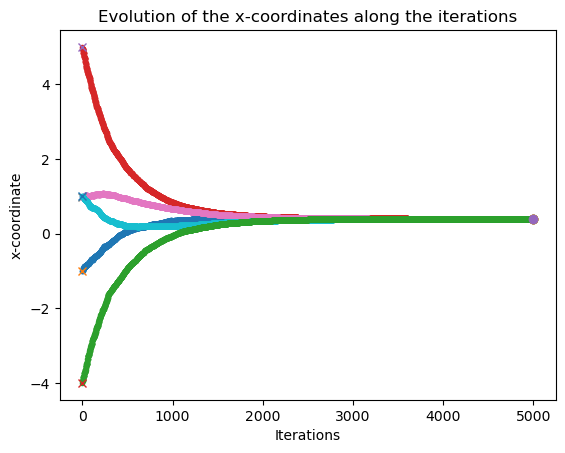 Evolution of the x-coordinates along the iterations
x-coordinate
4
2
0
−2
−4
0 1000 2000 3000 4000 5000
Iterations